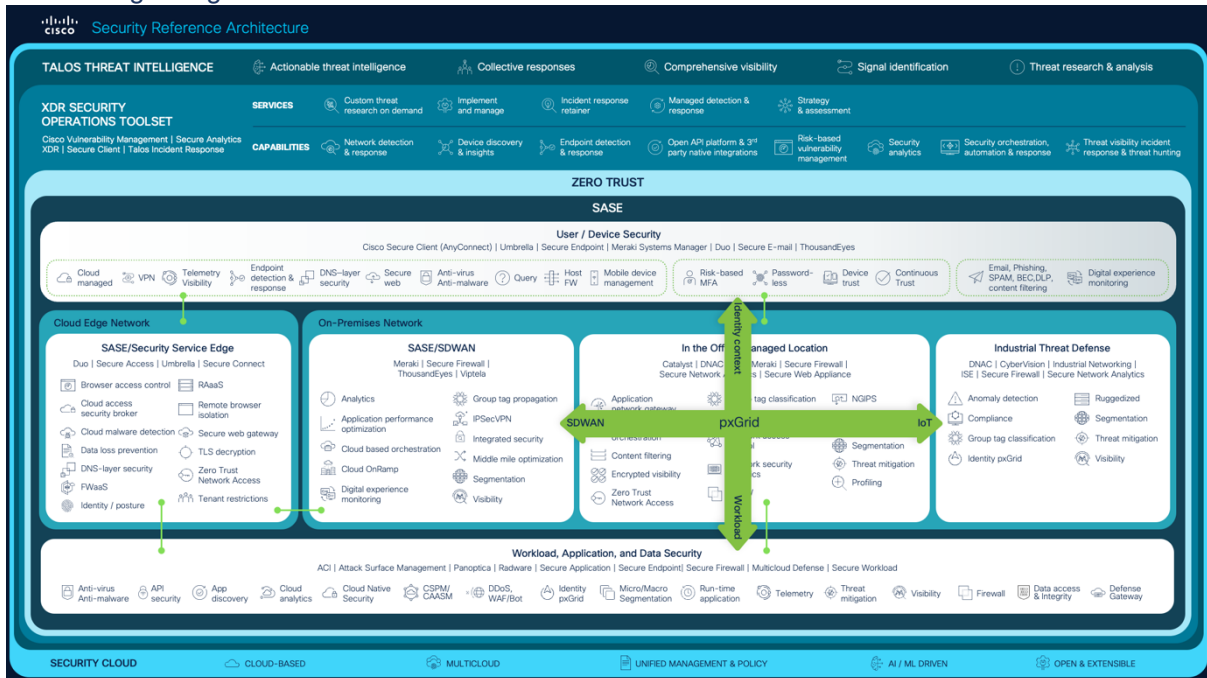 cisco Security Reference Architecture
TALOS THREAT INTELLIGENCE
Actionable threat intelligence
Collective responses
Comprehensive visibility
Signal identification
Threat research & analysis
XDR SECURITY
OPERATIONS TOOLSET
Cisco Vulnerability Management | Secure Analytics
XDR | Secure Client | Talos Incident Response
SERVICES
Custom threat
research on demand
Implement
and manage
Incident response
retainer
Managed detection &
response
Strategy
& assessment
CAPABILITIES
Network detection
& response
Device discovery
& insights
Endpoint detection
& response
Open API platform & 3rd
party native integrations
Risk-based
vulnerability
management
Security
analytics
Security orchestration,
automation & response
Threat visibility incident
response & threat hunting
ZERO TRUST
SASE
User / Device Security
Cisco Secure Client (AnyConnect) | Umbrella | Secure Endpoint | Meraki Systems Manager | Duo | Secure E-mail | ThousandEyes
Cloud
managed
VPN
Telemetry
Visibility
Endpoint
detection &
response
DNS-layer
security
Secure
web
Anti-virus
Anti-malware
Query
Host
FW
Mobile device
management
Risk-based
MFA
Password-
less
Device
trust
Continuous
Trust
Email, Phishing,
SPAM, BEC,DLP,
content filtering
Digital experience
monitoring
Cloud Edge Network
SASE/Security Service Edge
Duo | Secure Access | Umbrella | Secure Connect
Browser access control
Cloud access
security broker
Cloud malware detection
Data loss prevention
DNS-layer security
FWaaS
Identity / posture
RAaaS
Remote browser
isolation
Secure web gateway
TLS decryption
Zero Trust
Network Access
Tenant restrictions
On-Premises Network
SASE/SDWAN
Meraki | Secure Firewall |
ThousandEyes | Viptela
Analytics
Application performance
optimization
Cloud based orchestration
Cloud OnRamp
Digital experience
monitoring
Group tag propagation
IPSecVPN
Integrated security
Middle mile optimization
Segmentation
Visibility
In the Off
anaged Location
Catalyst | DNAC
Meraki | Secure Firewall |
Secure Network A
| Secure Web Appliance
Application
network gateway
orchestration
Content filtering
Encrypted visibility
Zero Trust
Network Access
tag classification
k security
NGIPS
Segmentation
Threat mitigation
Profiling
Identity context
SDWAN
pxGrid
IoT
Workload
Industrial Threat Defense
DNAC | CyberVision | Industrial Networking |
ISE | Secure Firewall | Secure Network Analytics
Anomaly detection
Compliance
Group tag classification
Identity pxGrid
Ruggedized
Segmentation
Threat mitigation
Visibility
Workload, Application, and Data Security
ACI | Attack Surface Management | Panoptica | Radware | Secure Application | Secure Endpoint| Secure Firewall | Multicloud Defense | Secure Workload
Anti-virus
Anti-malware
API
security
App
discovery
Cloud
analytics
Cloud Native
Security
CSPM/
CAASM
DDoS,
WAF/Bot
Identity
pxGrid
Micro/Macro
Segmentation
Run-time
application
Telemetry
Threat
mitigation
Visibility
Firewall
Data access
& Integrity
Defense
Gateway
SECURITY CLOUD
CLOUD-BASED
MULTICLOUD
UNIFIED MANAGEMENT & POLICY
AI / ML DRIVEN
OPEN & EXTENSIBLE